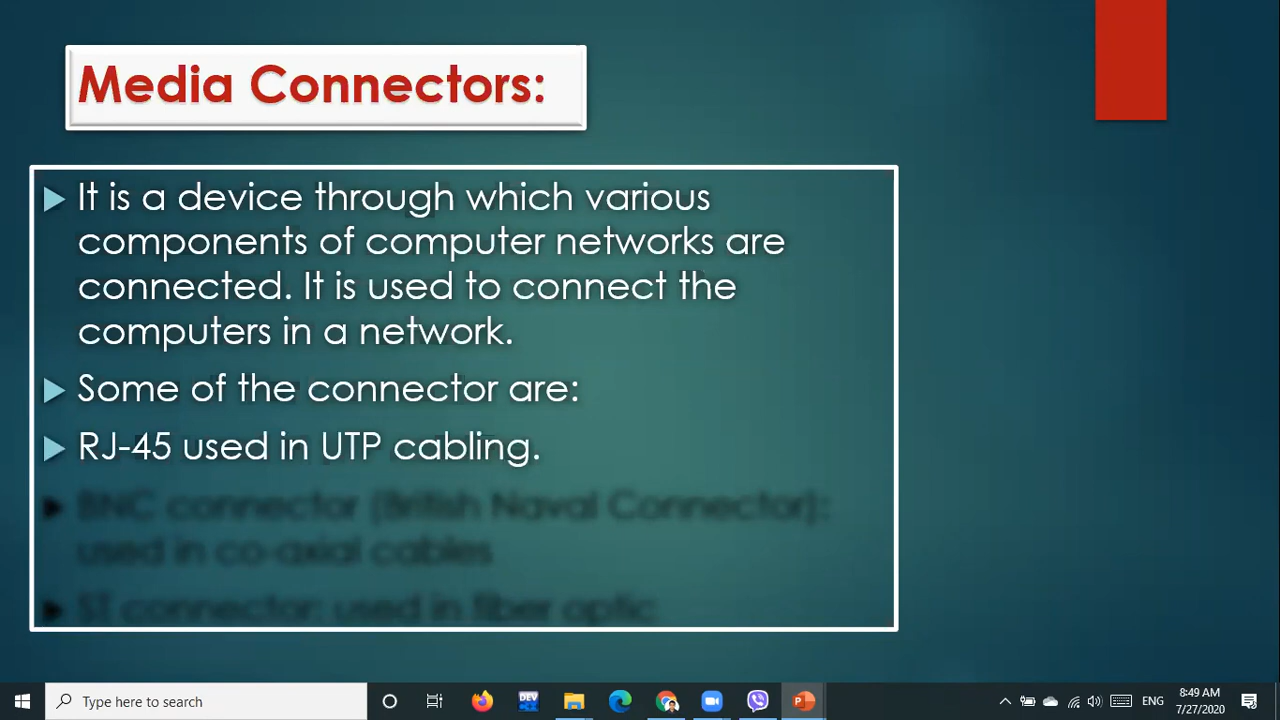 Media Connectors:
It is a device through which various
components of computer networks are
connected. It is used to connect the
computers in a network.
Some of the connector are:
RJ-45 used in UTP cabling.
BNC connector (British Naval Connector):
used in co-axial cables
ST connector: used in fiber optic
Type here to search
DEV
ENG
8:49 AM
7/27/2020